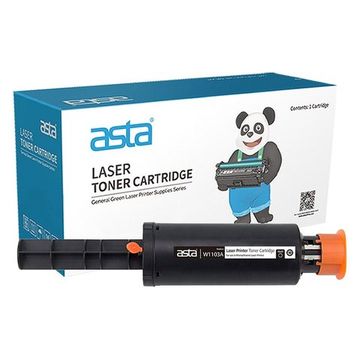 Contents: 1 Cartridge
asta
LASER
TONER CARTRIDGE
General Green Laser Printer Supplies Series
asta
W1103A
Laser Printer Toner Cartridge